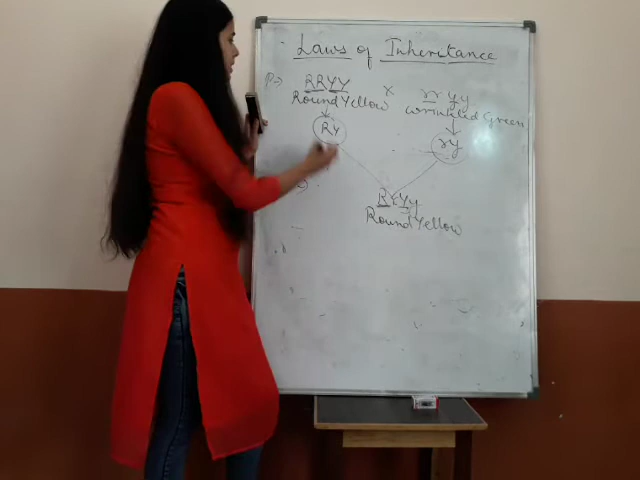 Laws of Inheritance
P→ RRYY x rryy
Round Yellow wrinkled Green
RY ry
RrYy
Round Yellow